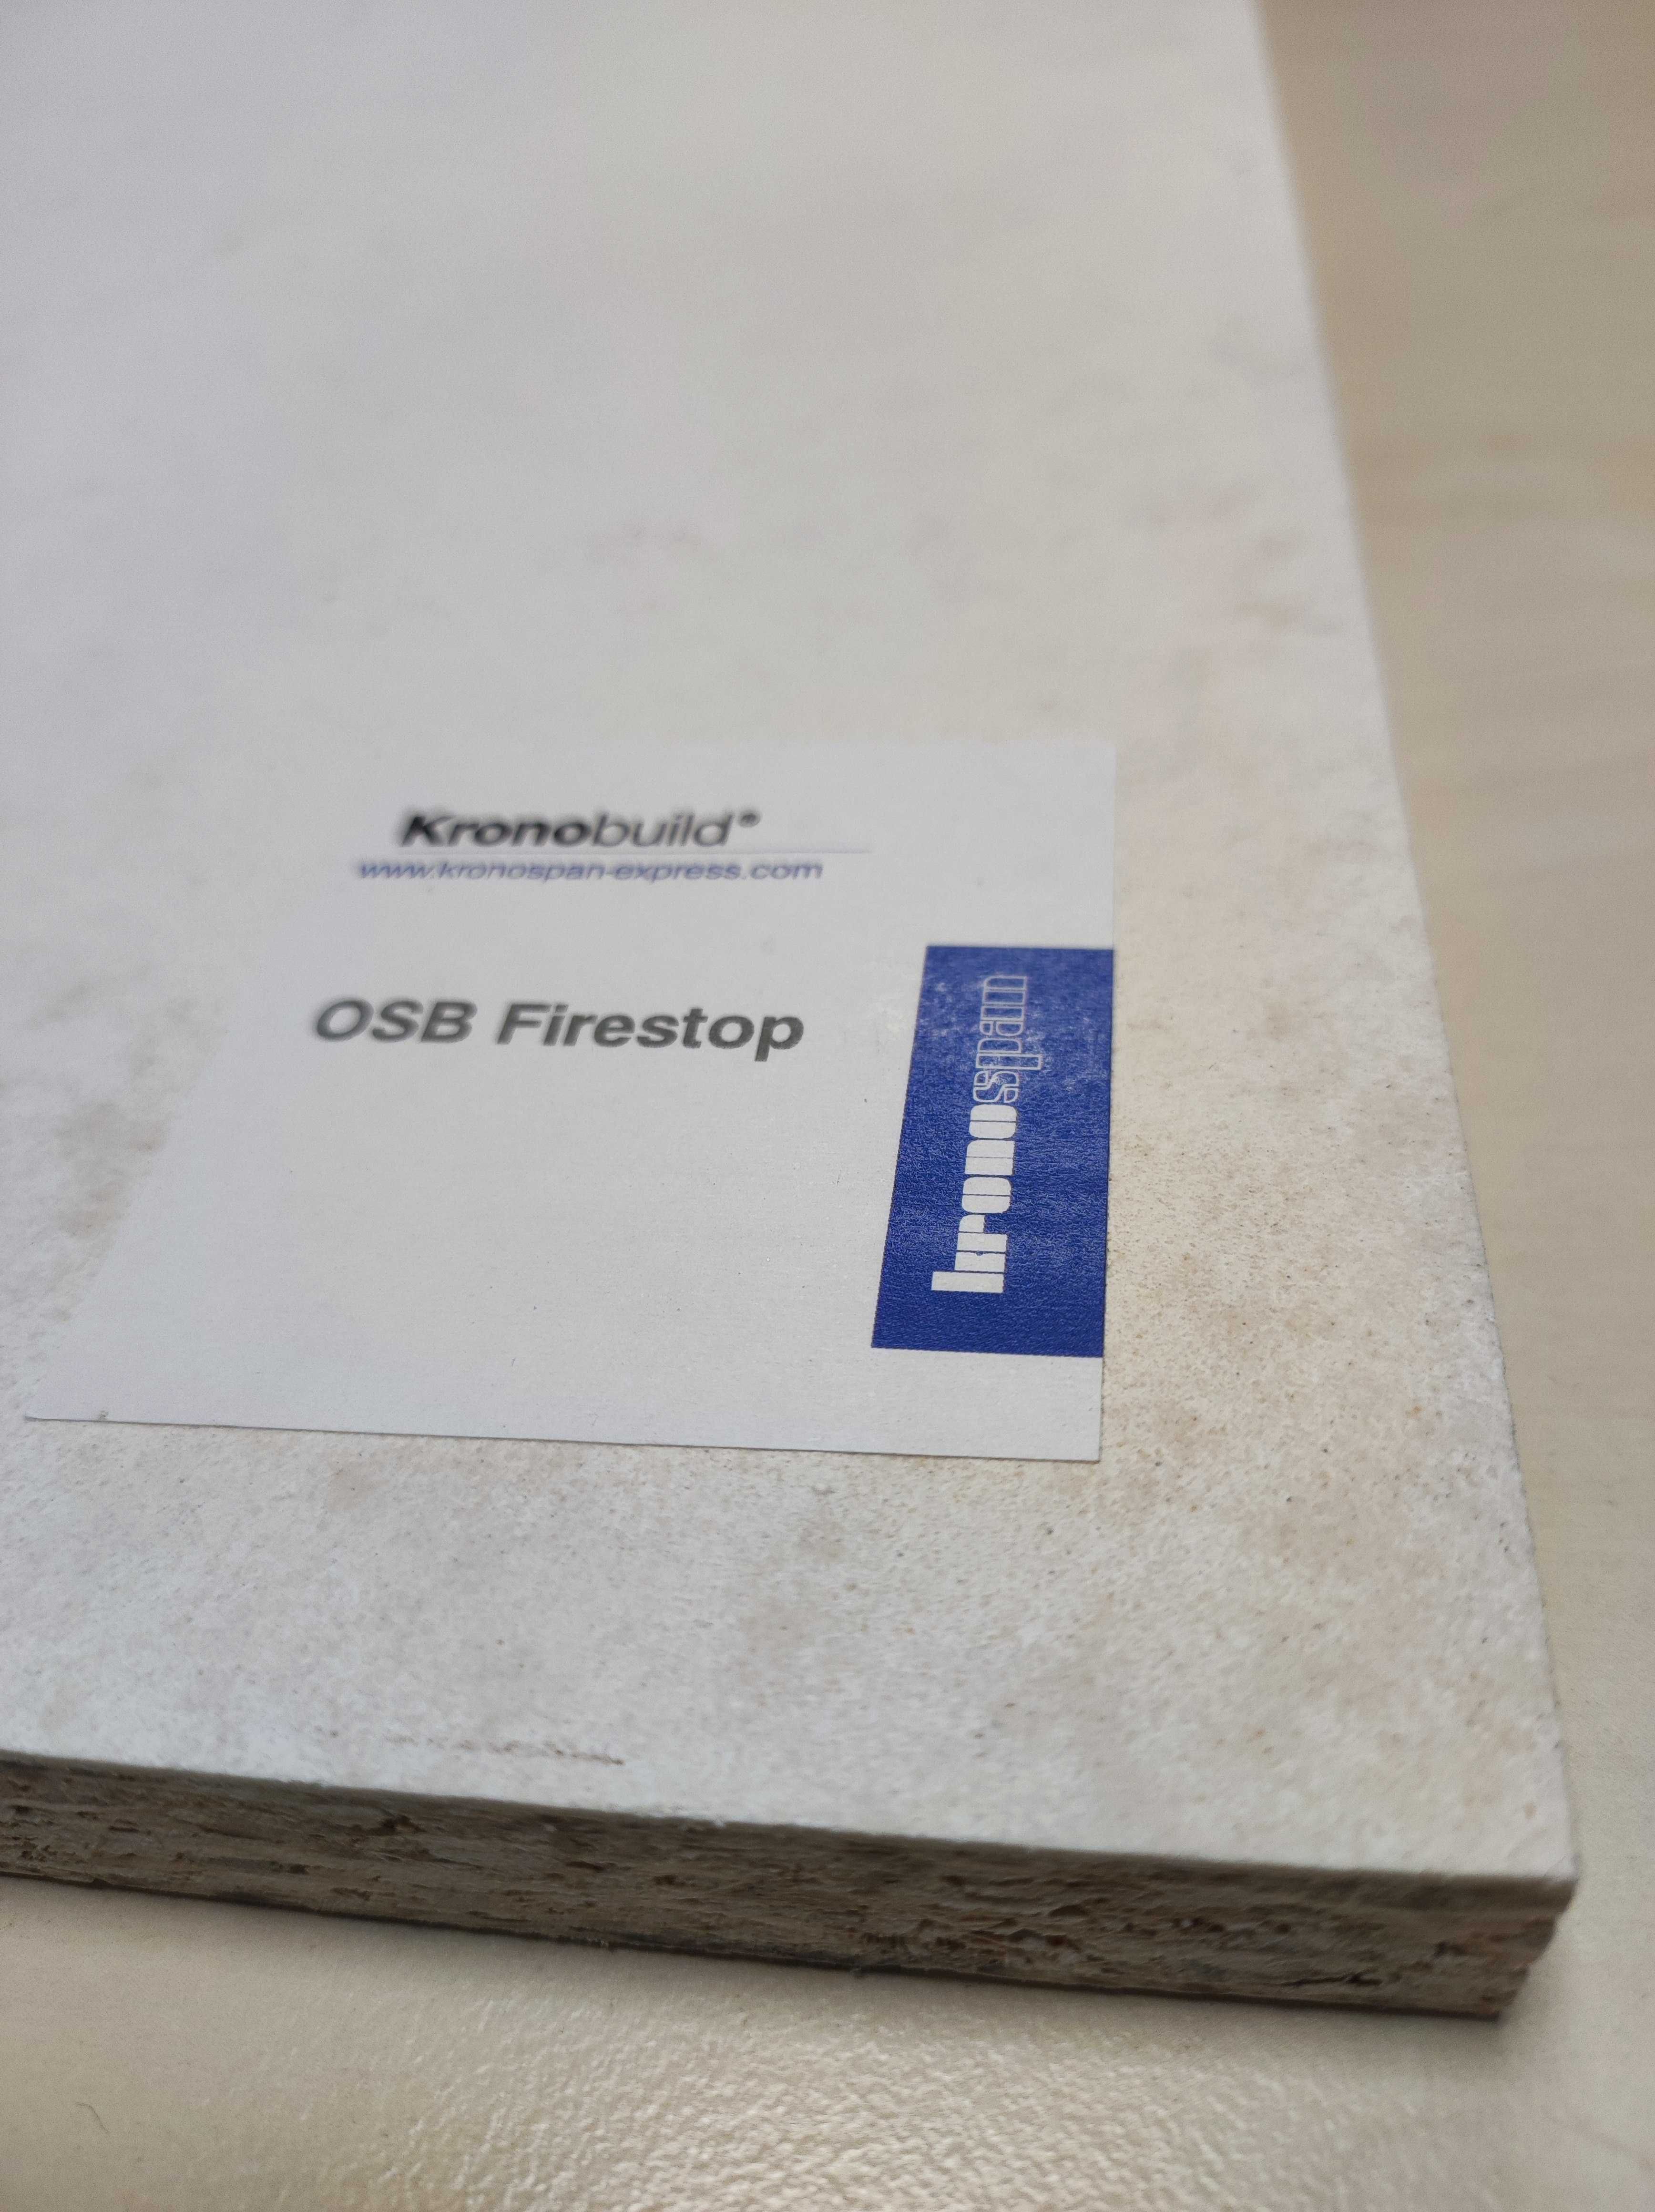 Kronobuild®
www.kronospan-express.com
OSB Firestop
kronospan